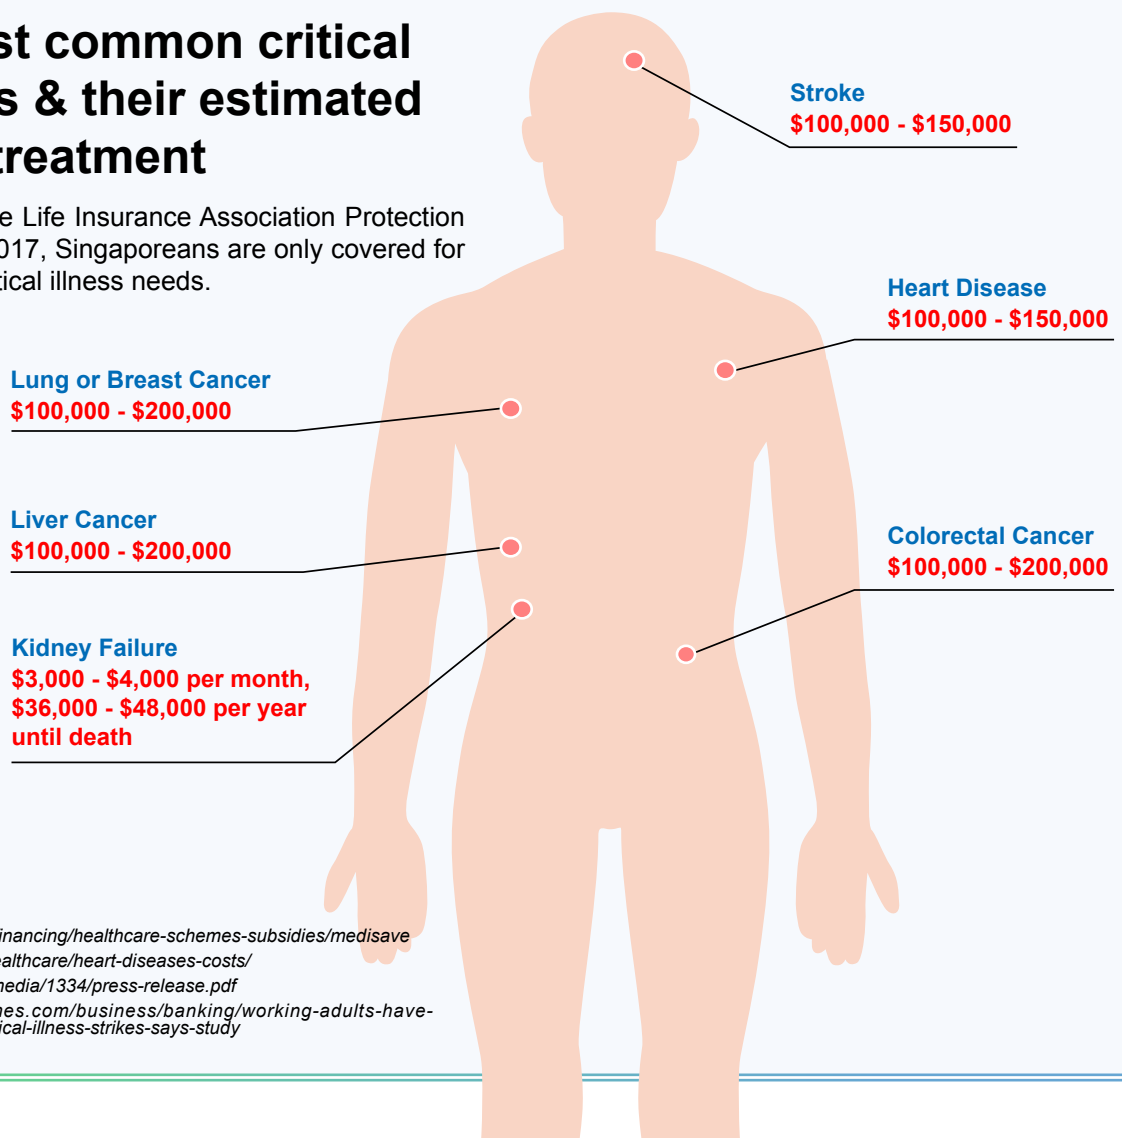 st common critical
s & their estimated
treatment
e Life Insurance Association Protection
017, Singaporeans are only covered for
tical illness needs.
Stroke
$100,000 - $150,000
Heart Disease
$100,000 - $150,000
Lung or Breast Cancer
$100,000 - $200,000
Liver Cancer
$100,000 - $200,000
Colorectal Cancer
$100,000 - $200,000
Kidney Failure
$3,000 - $4,000 per month,
$36,000 - $48,000 per year
until death
inancing/healthcare-schemes-subsidies/medisave
ealthcare/heart-diseases-costs/
media/1334/press-release.pdf
nes.com/business/banking/working-adults-have-
ical-illness-strikes-says-study